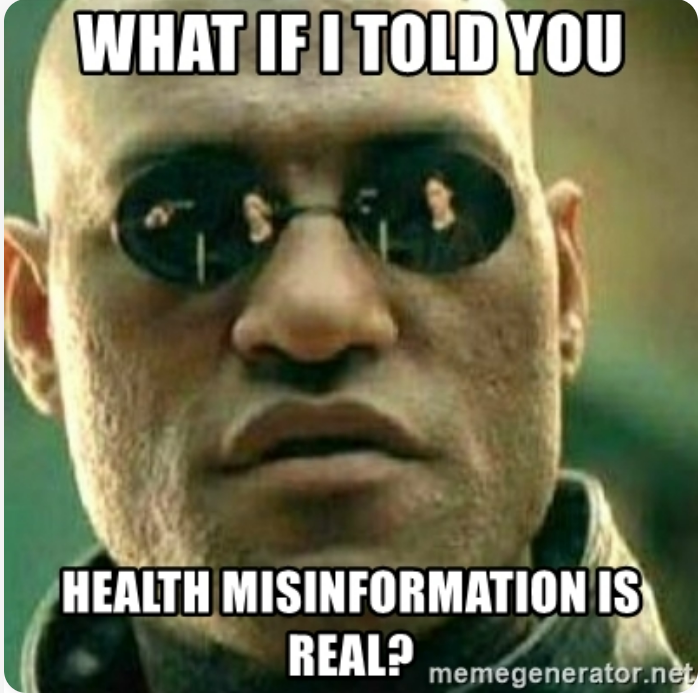 WHAT IF I TOLD YOU
HEALTH MISINFORMATION IS
REAL?
memegenerator.net